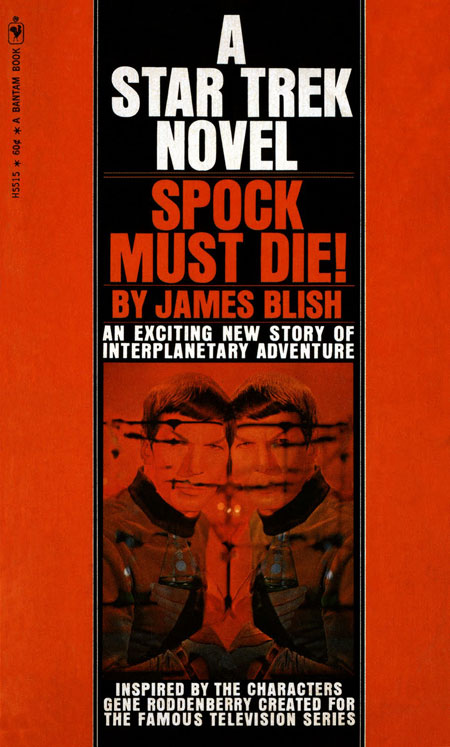 A
STAR TREK
NOVEL
SPOCK
MUST DIE!
BY JAMES BLISH
AN EXCITING NEW STORY OF
INTERPLANETARY ADVENTURE
INSPIRED BY THE CHARACTERS
GENE RODDENBERRY CREATED FOR
THE FAMOUS TELEVISION SERIES
H5515 * 60¢ * A BANTAM BOOK